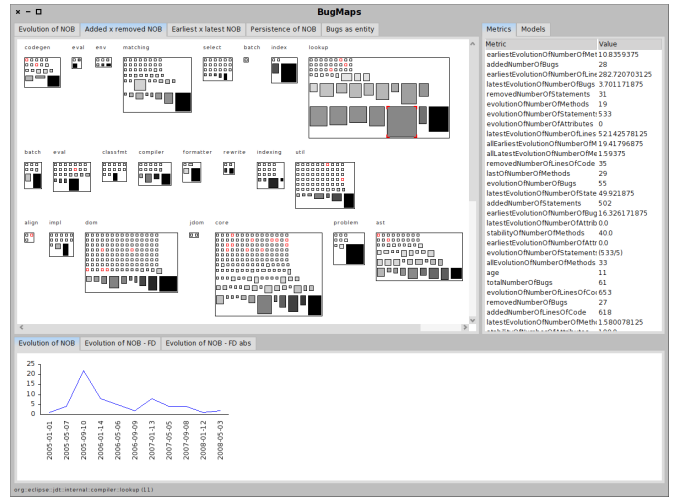 BugMaps
Evolution of NOB Added x removed NOB Earliest x latest NOB Persistence of NOB Bugs as entity
Metrics Models
codegen eval env matching select batch index lookup
batch eval classfmt compiler formatter rewrite indexing util
align impl dom jdom core problem ast
Metric Value
earliestEvolutionOfNumberOfMet 10.8359375
addedNumberOfBugs 28
earliestEvolutionOfNumberOfLine 282.720703125
latestEvolutionOfNumberOfBugs 3.701171875
removedNumberOfStatements 31
evolutionOfNumberOfMethods 19
evolutionOfNumberOfStatement: 533
evolutionOfNumberOfAttributes 0
latestEvolutionOfNumberOfLines 52142578125
allEarliestEvolutionOfNumberOfM 19.41796875
allLatestEvolutionOfNumberOfM 1.59375
removedNumberOfLinesOfCode 35
lastOfNumberOfMethods 29
evolutionOfNumberOfBugs 55
latestEvolutionOfNumberOfState 49.921875
addedNumberOfStatements 502
earliestEvolutionOfNumberOfBug 16.326171875
latestEvolutionOfNumberOfAttrib 0.0
stabilityOfNumberOfMethods 40.0
earliestEvolutionOfNumberOfAttr 0.0
evolutionOfNumberOfStatement: (533/5)
allEvolutionOfNumberOfMethods 33
age 11
totalNumberOfBugs 61
evolutionOfNumberOfLinesOfCo 653
removedNumberOfBugs 27
addedNumberOfLinesOfCode 618
latestEvolutionOfNumberOfMeth 1.580078125
Evolution of NOB Evolution of NOB - FD Evolution of NOB - FD abs
25
20
15
10
5
0
2005-01-01
2005-05-07
2005-09-10
2006-01-14
2006-05-06
2006-09-09
2007-01-13
2007-05-05
2007-09-08
2008-01-12
2008-05-03
org::eclipse::jdt::internal::compiler::lookup (11)